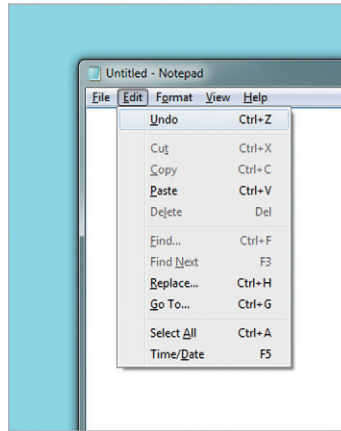 Untitled - Notepad
File Edit Format View Help
Undo Ctrl+Z
Cut Ctrl+X
Copy Ctrl+C
Paste Ctrl+V
Delete Del
Find... Ctrl+F
Find Next F3
Replace... Ctrl+H
Go To... Ctrl+G
Select All Ctrl+A
Time/Date F5